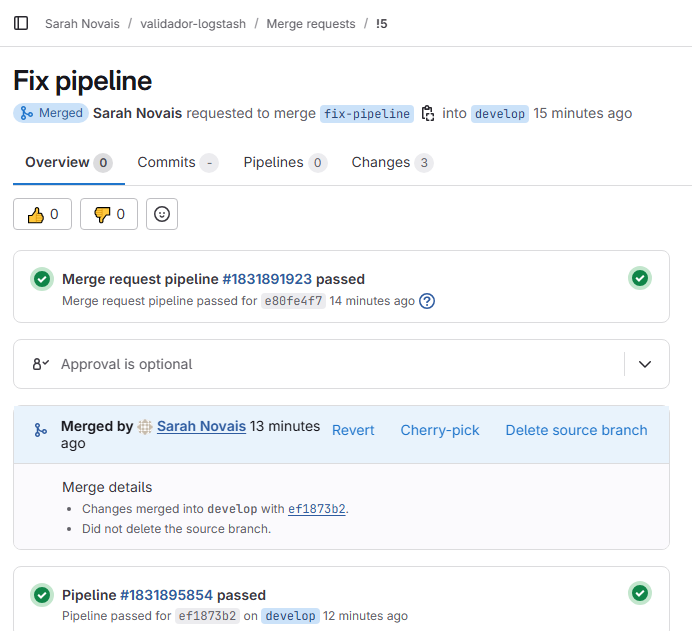 Sarah Novais / validador-logstash / Merge requests / !5
Fix pipeline
Merged Sarah Novais requested to merge fix-pipeline into develop 15 minutes ago
Overview 0 Commits - Pipelines 0 Changes 3
0 0
Merge request pipeline #1831891923 passed
Merge request pipeline passed for e80fe4f7 14 minutes ago
Approval is optional
Merged by Sarah Novais 13 minutes
ago
Revert Cherry-pick Delete source branch
Merge details
Changes merged into develop with ef1873b2.
Did not delete the source branch.
Pipeline #1831895854 passed
Pipeline passed for ef1873b2 on develop 12 minutes ago